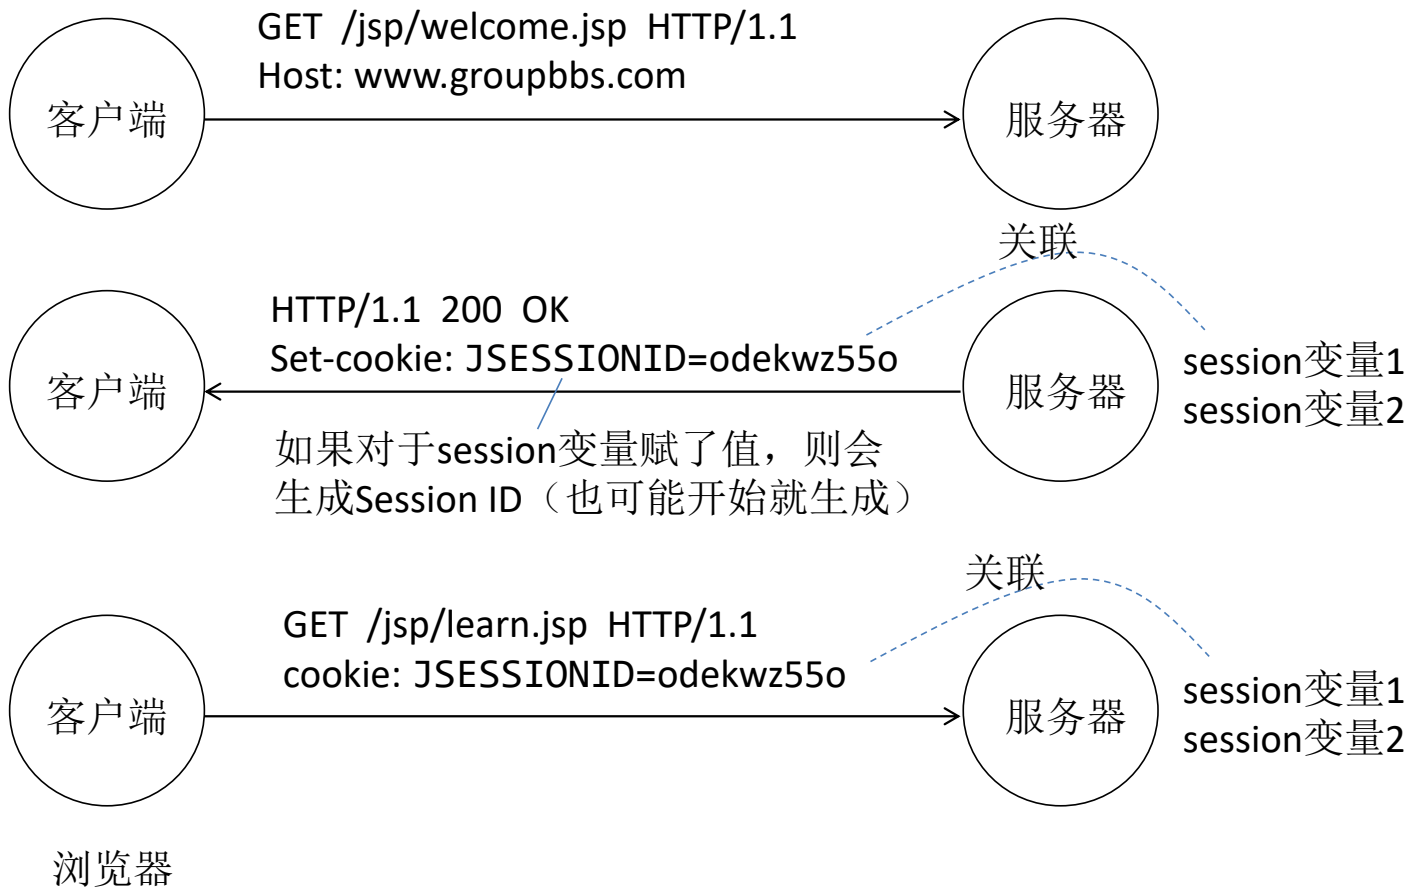 GET /jsp/welcome.jsp HTTP/1.1
Host: www.groupbbs.com
客户端
服务器
关联
HTTP/1.1 200 OK
Set-cookie: JSESSIONID=odekwz55o
客户端
服务器
session变量1
session变量2
如果对于session变量赋了值，则会
生成Session ID（也可能开始就生成）
关联
GET /jsp/learn.jsp HTTP/1.1
cookie: JSESSIONID=odekwz55o
客户端
服务器
session变量1
session变量2
浏览器